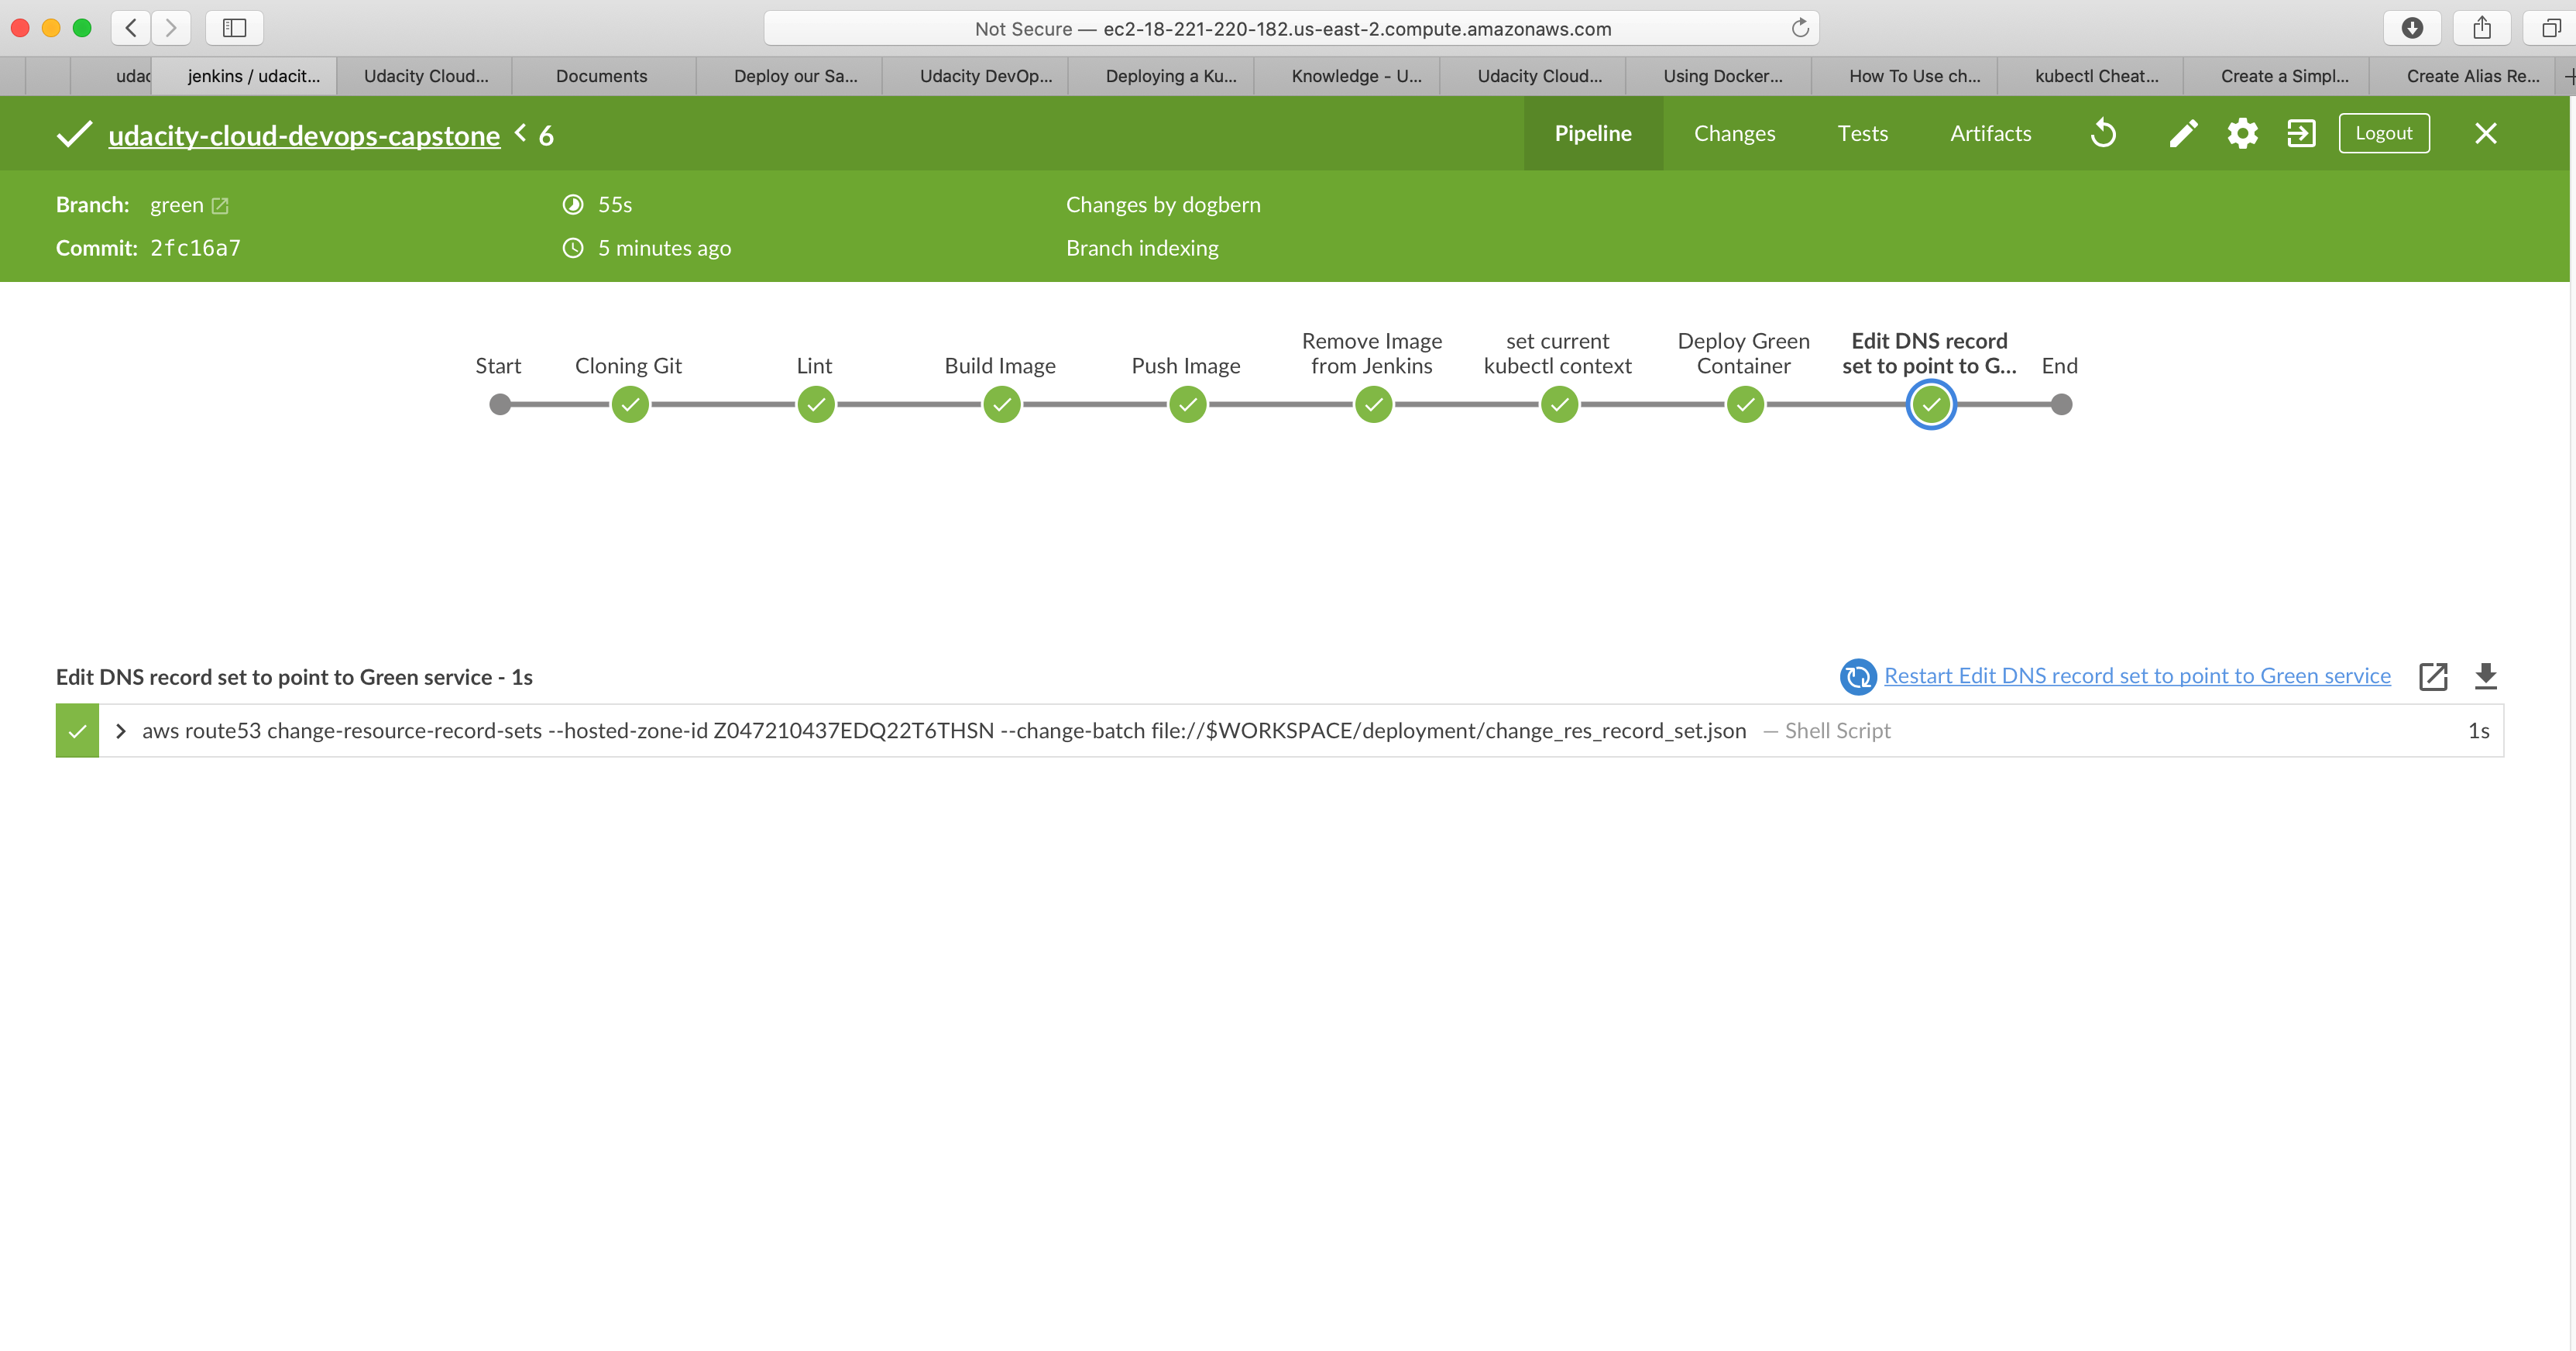 Not Secure — ec2-18-221-220-182.us-east-2.compute.amazonaws.com
udac jenkins / udacit... Udacity Cloud... Documents Deploy our Sa... Udacity DevOp... Deploying a Ku... Knowledge - U... Udacity Cloud... Using Docker... How To Use ch... kubectl Cheat... Create a Simpl... Create Alias Re...
udacity-cloud-devops-capstone < 6 Pipeline Changes Tests Artifacts Logout
Branch: green 55s Changes by dogbern
Commit: 2fc16a7 5 minutes ago Branch indexing
Start Cloning Git Lint Build Image Push Image Remove Image from Jenkins set current kubectl context Deploy Green Container Edit DNS record set to point to G... End
Edit DNS record set to point to Green service - 1s Restart Edit DNS record set to point to Green service
aws route53 change-resource-record-sets --hosted-zone-id Z047210437EDQ22T6THSN --change-batch file://$WORKSPACE/deployment/change_res_record_set.json — Shell Script 1s